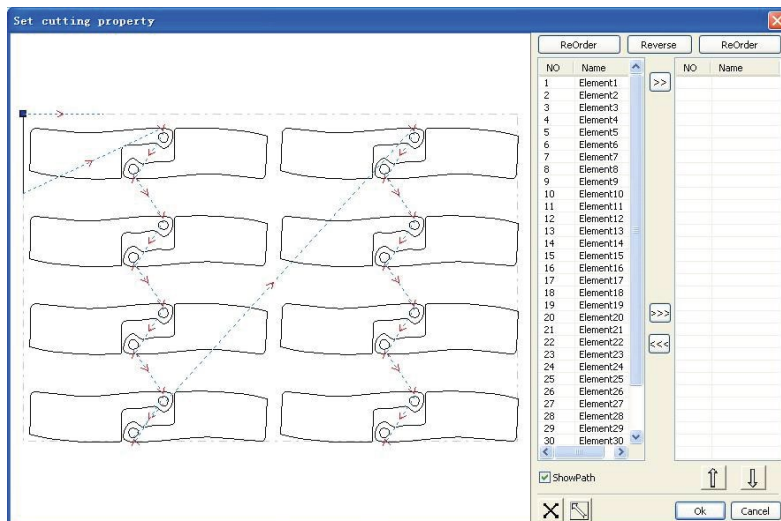 Set cutting property
ReOrder Reverse ReOrder
NO Name NO Name
1 Element1
2 Element2
3 Element3
4 Element4
5 Element5
6 Element6
7 Element7
8 Element8
9 Element9
10 Element10
11 Element11
12 Element12
13 Element13
14 Element14
15 Element15
16 Element16
17 Element17
18 Element18
19 Element19
20 Element20
21 Element21
22 Element22
23 Element23
24 Element24
25 Element25
26 Element26
27 Element27
28 Element28
29 Element29
30 Element30
>>
>>>
<<<
ShowPath
Ok Cancel